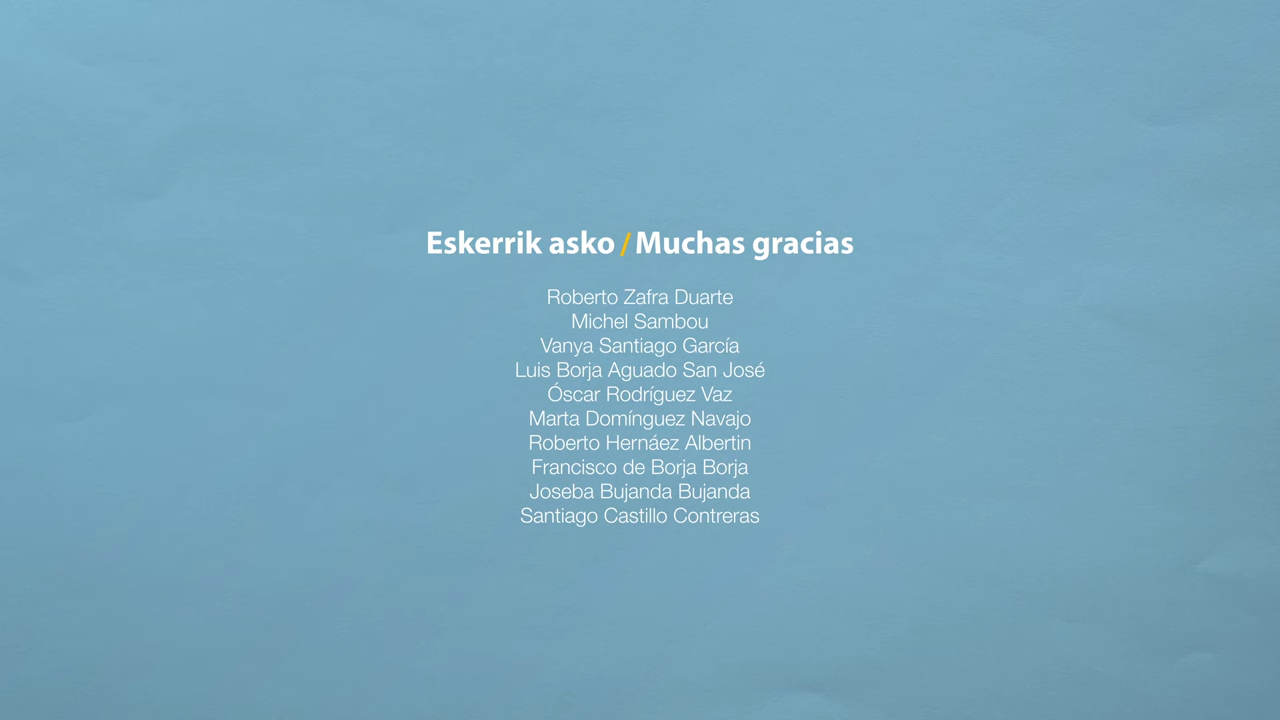 Eskerrik asko / Muchas gracias
Roberto Zafra Duarte
Michel Sambou
Vanya Santiago García
Luis Borja Aguado San José
Óscar Rodríguez Vaz
Marta Domínguez Navajo
Roberto Hernáez Albertin
Francisco de Borja Borja
Joseba Bujanda Bujanda
Santiago Castillo Contreras